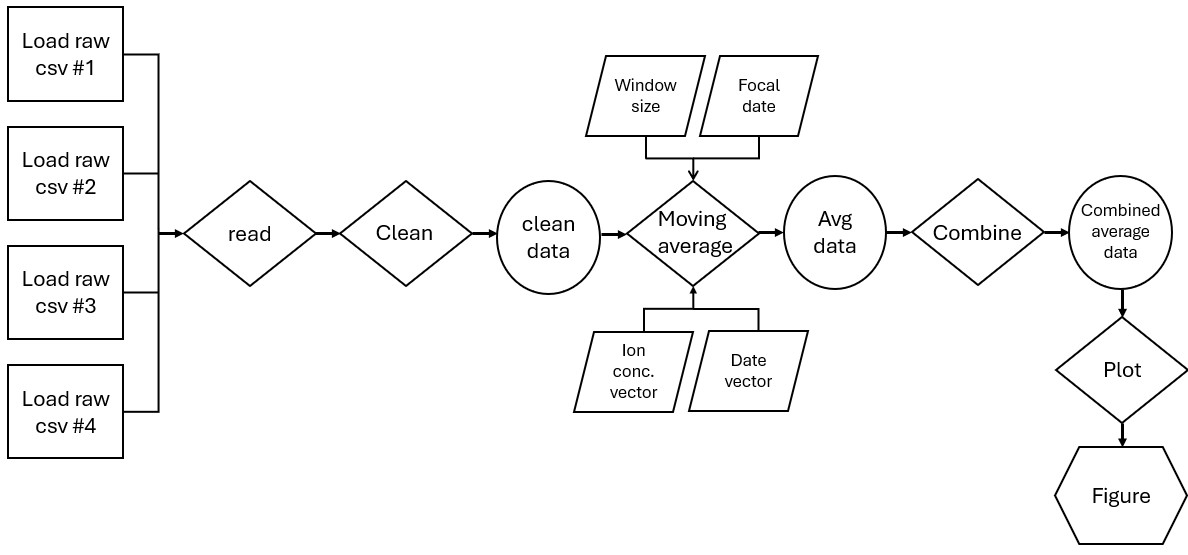 Load raw
csv #1
Load raw
csv #2
Load raw
csv #3
Load raw
csv #4
read
Clean
clean
data
Window
size
Focal
date
Moving
average
Ion
conc.
vector
Date
vector
Avg
data
Combine
Combined
average
data
Plot
Figure